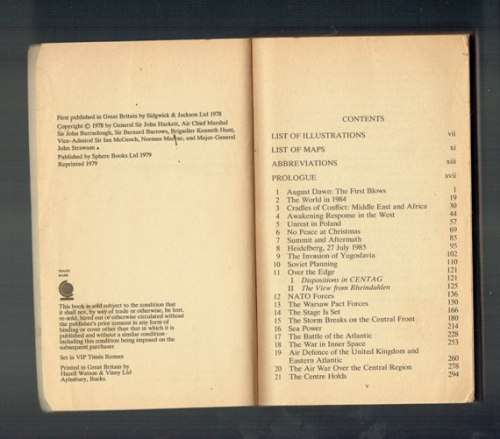 First published in Great Britain by Sidgwick & Jackson Ltd 1978
Copyright © 1978 by General Sir John Hackett, Air Chief Marshal
Sir John Barraclough, Sir Bernard Burrows, Brigadier Kenneth Hunt,
Vice-Admiral Sir Ian McGeoch, Norman Macrae, and Major-General
John Strawson
Published by Sphere Books Ltd 1979
Reprinted 1979
TRADE
MARK
This book is sold subject to the condition that
it shall not, by way of trade or otherwise, be lent,
re-sold, hired out or otherwise circulated without
the publisher's prior consent in any form of
binding or cover other than that in which it is
published and without a similar condition
including this condition being imposed on the
subsequent purchaser
Set in VIP Times Roman
Printed in Great Britain by
Hazell Watson & Viney Ltd
Aylesbury, Bucks
CONTENTS
LIST OF ILLUSTRATIONS vii
LIST OF MAPS xi
ABBREVIATIONS xiii
PROLOGUE xvii
1 August Dawn: The First Blows 1
2 The World in 1984 19
3 Cradles of Conflict: Middle East and Africa 30
4 Awakening Response in the West 44
5 Unrest in Poland 57
6 No Peace at Christmas 69
7 Summit and Aftermath 85
8 Heidelberg, 27 July 1985 95
9 The Invasion of Yugoslavia 102
10 Soviet Planning 110
11 Over the Edge 121
I Dispositions in CENTAG 121
II The View from Rheindahlen 125
12 NATO Forces 136
13 The Warsaw Pact Forces 150
14 The Stage Is Set
15 The Storm Breaks on the Central Front 180
16 Sea Power 214
17 The Battle of the Atlantic 228
18 The War in Inner Space 253
19 Air Defence of the United Kingdom and
Eastern Atlantic 260
20 The Air War Over the Central Region 278
21 The Centre Holds 294
v